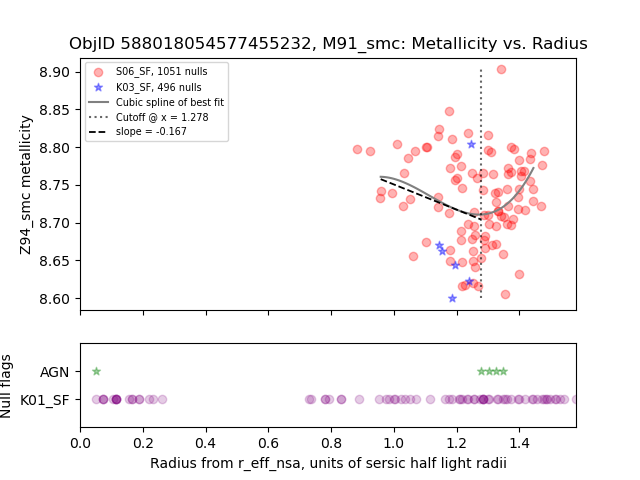 ObjID 588018054577455232, M91_smc: Metallicity vs. Radius
8.90
8.85
8.80
8.75
8.70
8.65
8.60
Z94_smc metallicity
S06_SF, 1051 nulls
K03_SF, 496 nulls
Cubic spline of best fit
Cutoff @ x = 1.278
slope = -0.167
Null flags
AGN
K01_SF
0.0 0.2 0.4 0.6 0.8 1.0 1.2 1.4
Radius from r_eff_nsa, units of sersic half light radii